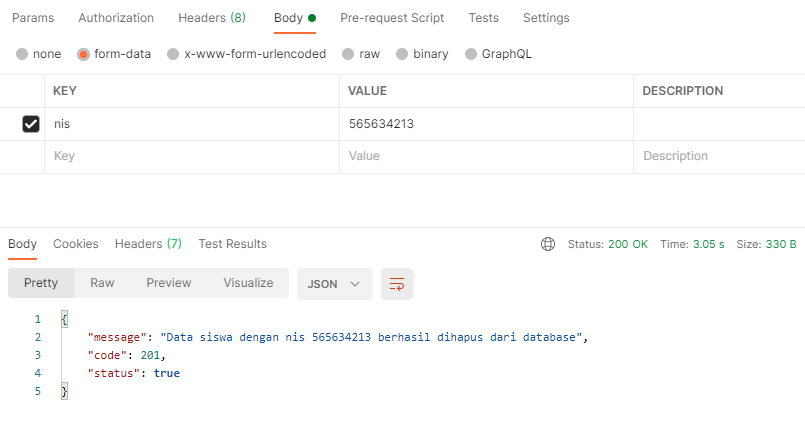 Params Authorization Headers (8) Body Pre-request Script Tests Settings
none form-data x-www-form-urlencoded raw binary GraphQL
KEY VALUE DESCRIPTION
nis 565634213
Key Value Description
Body Cookies Headers (7) Test Results Status: 200 OK Time: 3.05 s Size: 330 B
Pretty Raw Preview Visualize JSON
1 {
2 "message": "Data siswa dengan nis 565634213 berhasil dihapus dari database",
3 "code": 201,
4 "status": true
5 }